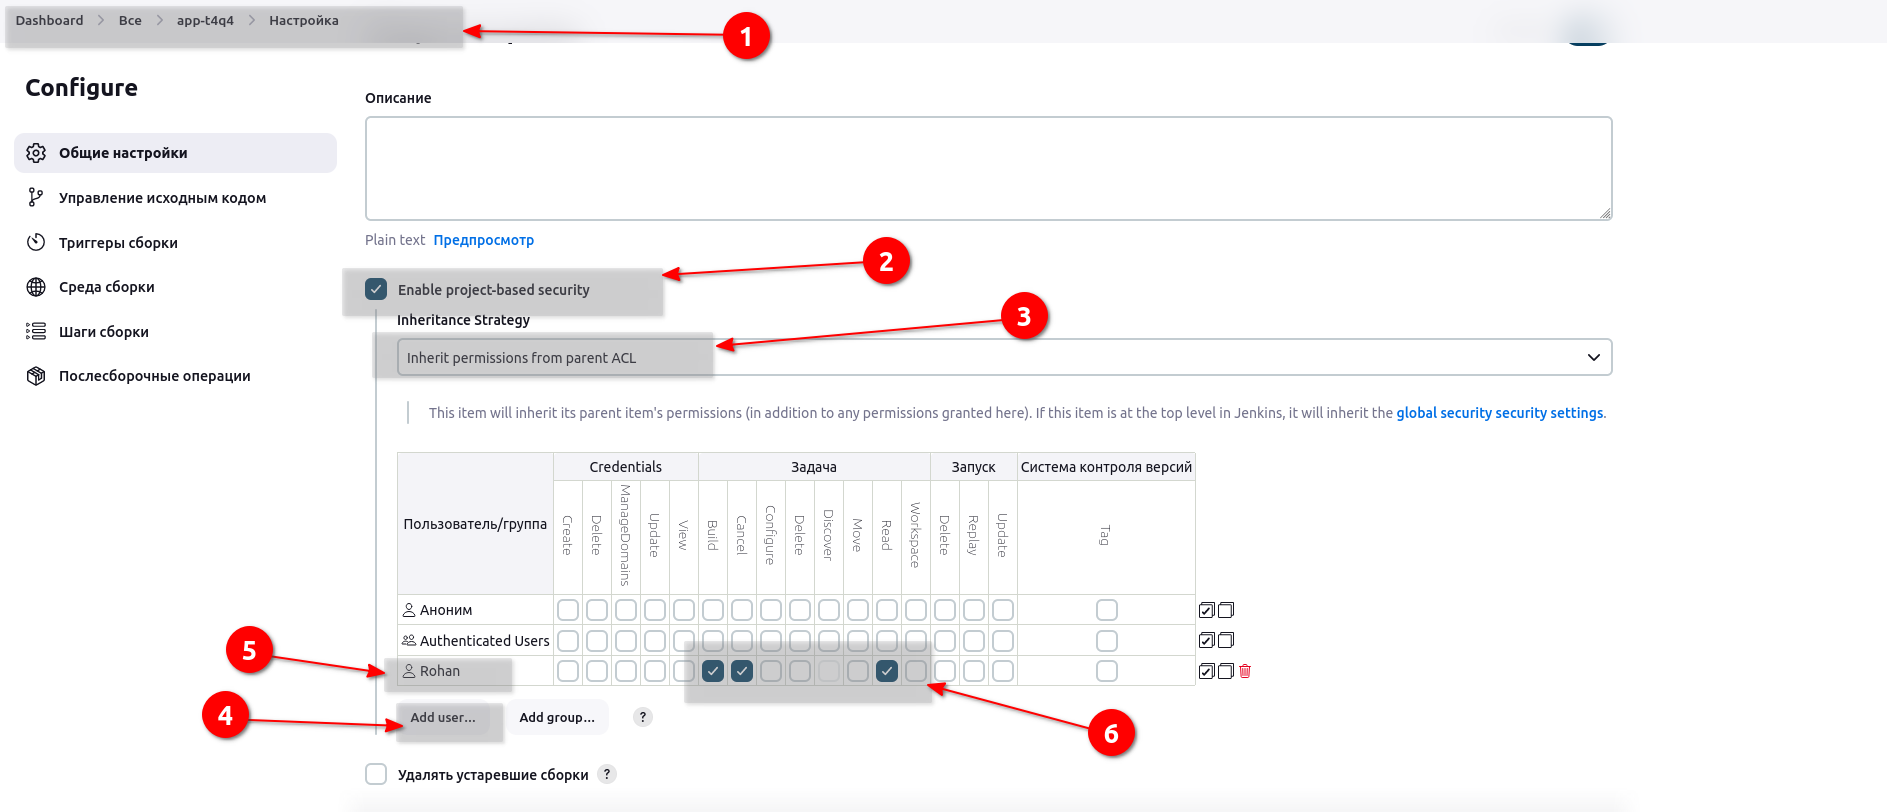 Dashboard > Все > app-t4q4 > Настройка
1
Configure
Общие настройки
Управление исходным кодом
Триггеры сборки
Среда сборки
Шаги сборки
Послесборочные операции
Описание
Plain text Предпросмотр
2
Enable project-based security
Inheritance Strategy
3
Inherit permissions from parent ACL
This item will inherit its parent item's permissions (in addition to any permissions granted here). If this item is at the top level in Jenkins, it will inherit the global security security settings.
Пользователь/группа
Credentials Задача Запуск Система контроля версий
Create Delete ManageDomains Update View Build Cancel Configure Delete Discover Move Read Workspace Delete Replay Update Tag
Аноним
Authenticated Users
5
Rohan
4
Add user... Add group... ?
6
Удалять устаревшие сборки ?